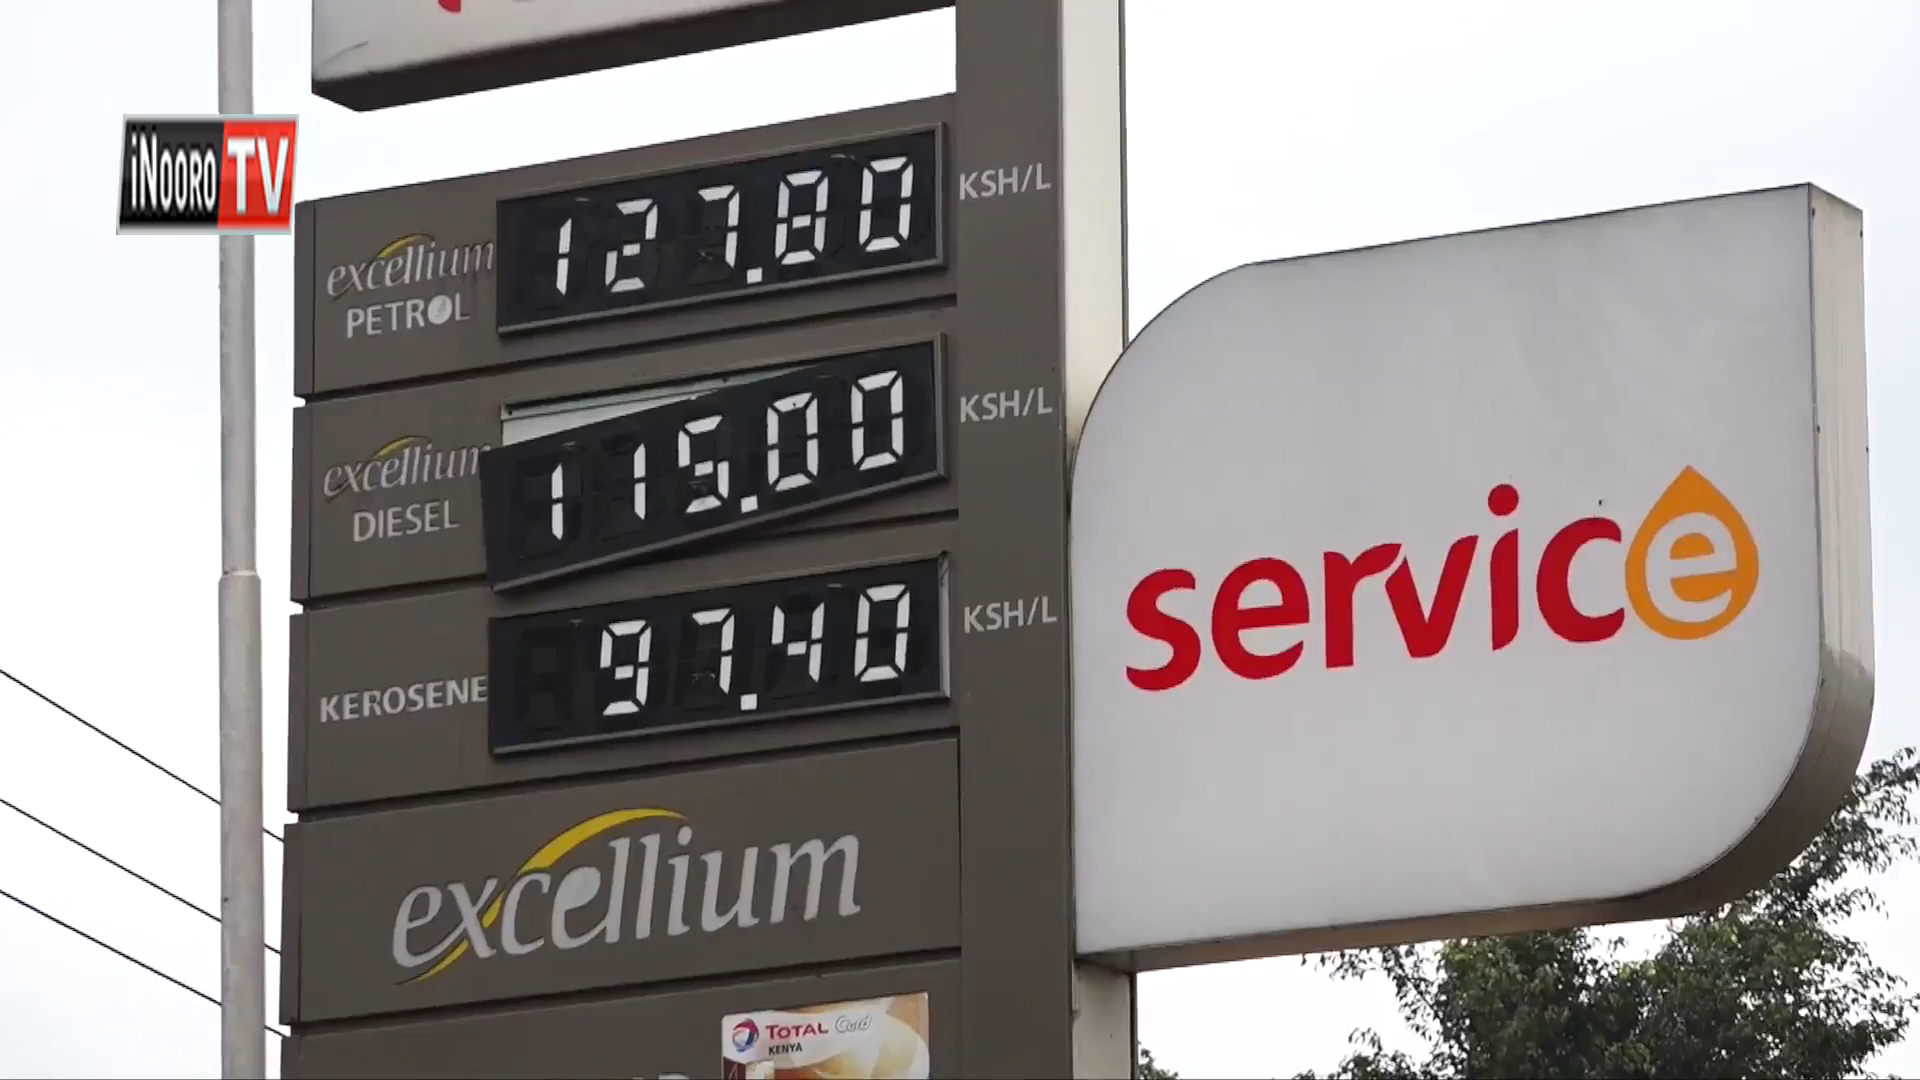 iNooro TV
excellium
PETROL
127.80
KSH/L
excellium
DIESEL
115.00
KSH/L
KEROSENE
97.40
KSH/L
service
excellium
TOTAL Card
KENYA